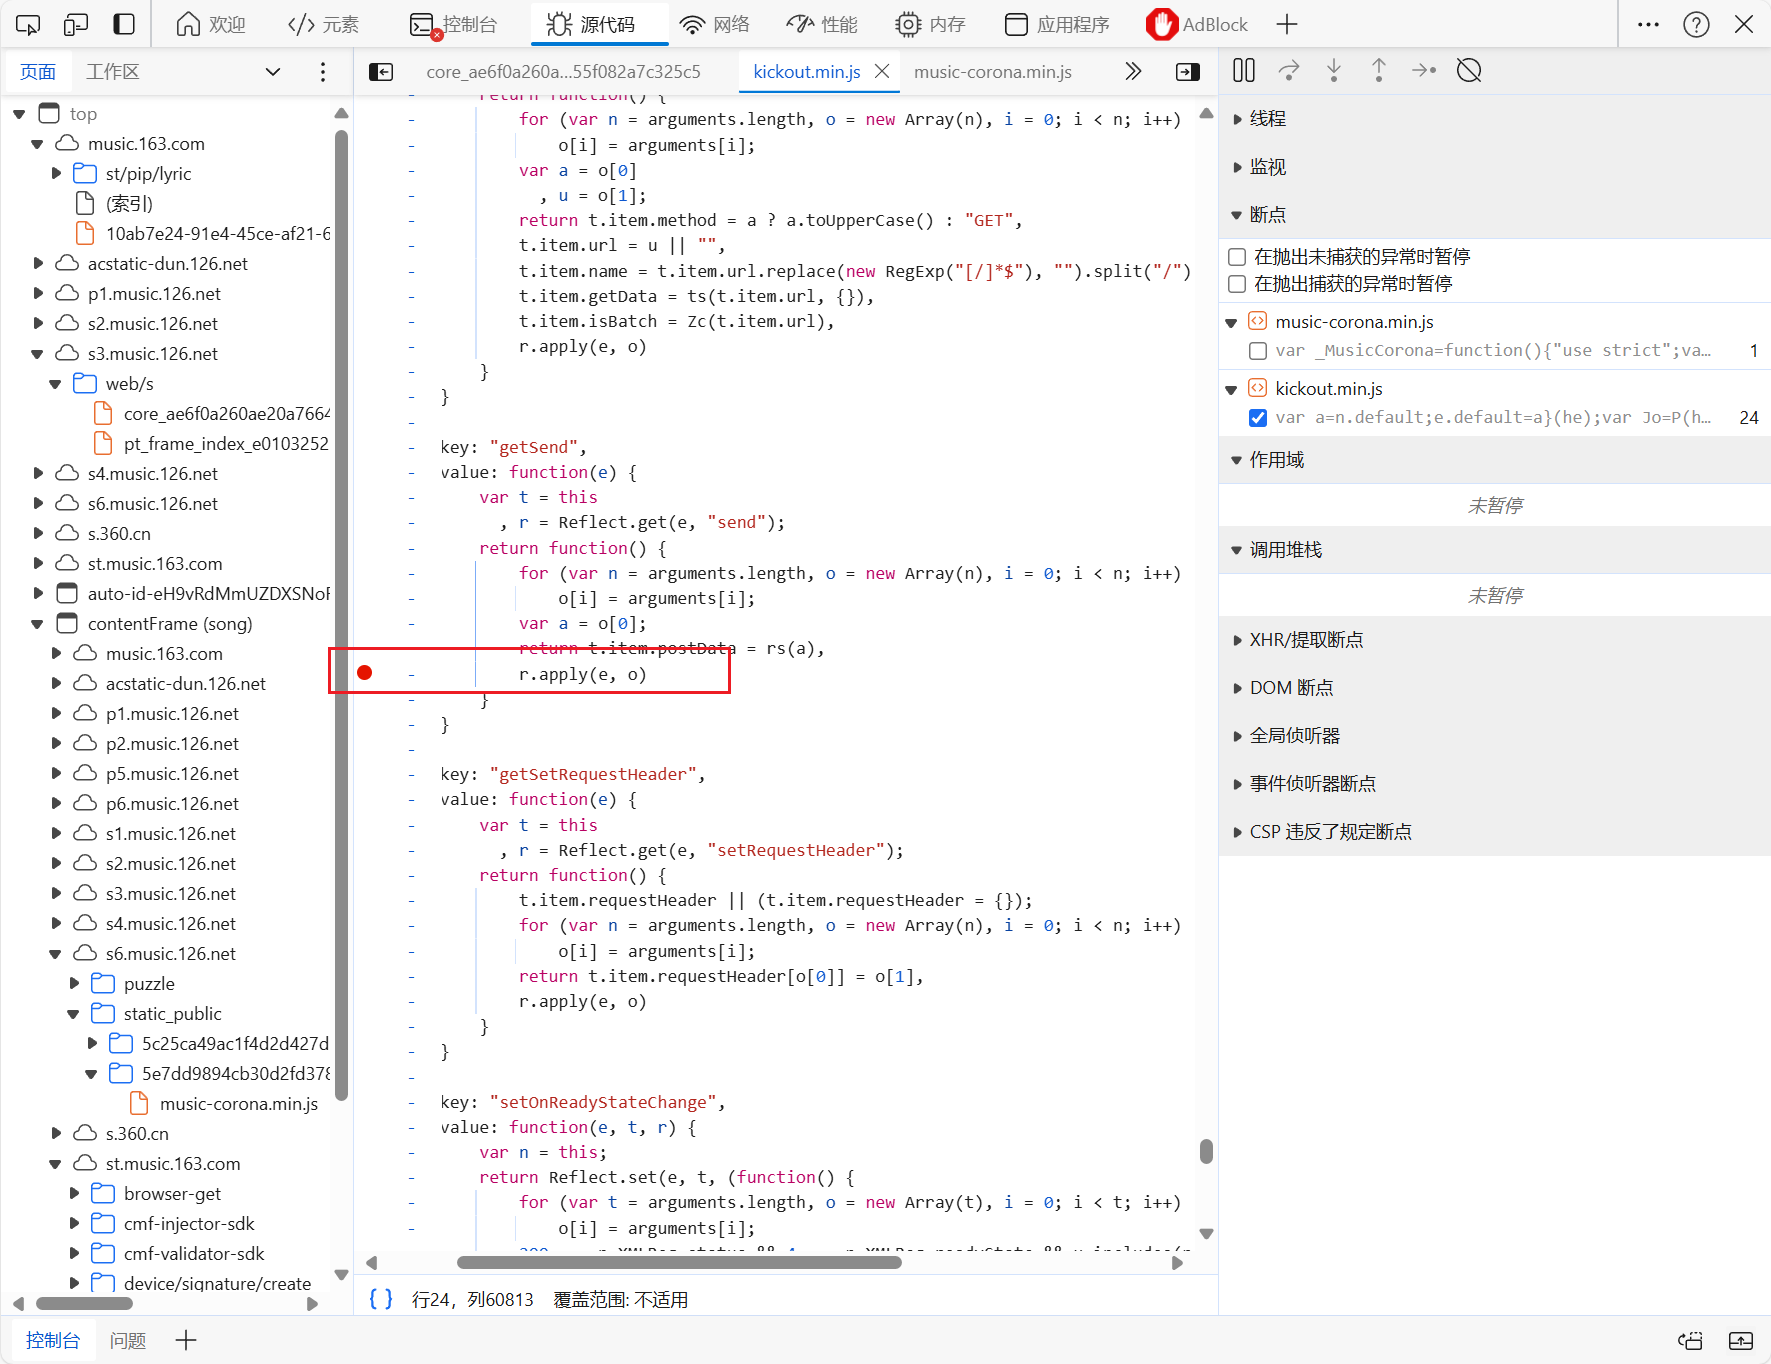 欢迎
元素
控制台
源代码
网络
性能
内存
应用程序
AdBlock
页面
工作区
core_ae6f0a260a...55f082a7c325c5
kickout.min.js
music-corona.min.js
top
music.163.com
st/pip/lyric
(索引)
10ab7e24-91e4-45ce-af21-6
acstatic-dun.126.net
p1.music.126.net
s2.music.126.net
s3.music.126.net
web/s
core_ae6f0a260ae20a7664
pt_frame_index_e0103252
s4.music.126.net
s6.music.126.net
s.360.cn
st.music.163.com
auto-id-eH9vRdMmUZDXSNoF
contentFrame (song)
music.163.com
acstatic-dun.126.net
p1.music.126.net
p2.music.126.net
p5.music.126.net
p6.music.126.net
s1.music.126.net
s2.music.126.net
s3.music.126.net
s4.music.126.net
s6.music.126.net
puzzle
static_public
5c25ca49ac1f4d2d427d
5e7dd9894cb30d2fd378
music-corona.min.js
s.360.cn
st.music.163.com
browser-get
cmf-injector-sdk
cmf-validator-sdk
device/signature/create
return function() {
for (var n = arguments.length, o = new Array(n), i = 0; i < n; i++)
o[i] = arguments[i];
var a = o[0]
, u = o[1];
return t.item.method = a ? a.toUpperCase() : "GET",
t.item.url = u || "",
t.item.name = t.item.url.replace(new RegExp("[/]*$"), "").split("/")
t.item.getData = ts(t.item.url, {}),
t.item.isBatch = Zc(t.item.url),
r.apply(e, o)
}
}
key: "getSend",
value: function(e) {
var t = this
, r = Reflect.get(e, "send");
return function() {
for (var n = arguments.length, o = new Array(n), i = 0; i < n; i++)
o[i] = arguments[i];
var a = o[0];
return t.item.postData = rs(a),
r.apply(e, o)
}
}
key: "getSetRequestHeader",
value: function(e) {
var t = this
, r = Reflect.get(e, "setRequestHeader");
return function() {
t.item.requestHeader || (t.item.requestHeader = {});
for (var n = arguments.length, o = new Array(n), i = 0; i < n; i++)
o[i] = arguments[i];
return t.item.requestHeader[o[0]] = o[1],
r.apply(e, o)
}
}
key: "setOnReadyStateChange",
value: function(e, t, r) {
var n = this;
return Reflect.set(e, t, (function() {
for (var t = arguments.length, o = new Array(t), i = 0; i < t; i++)
o[i] = arguments[i];
{ } 行24，列60813 覆盖范围: 不适用
线程
监视
断点
在抛出未捕获的异常时暂停
在抛出捕获的异常时暂停
music-corona.min.js
var _MusicCorona=function(){"use strict";va… 1
kickout.min.js
var a=n.default;e.default=a}(he);var Jo=P(h… 24
作用域
未暂停
调用堆栈
未暂停
XHR/提取断点
DOM 断点
全局侦听器
事件侦听器断点
CSP 违反了规定断点
控制台
问题